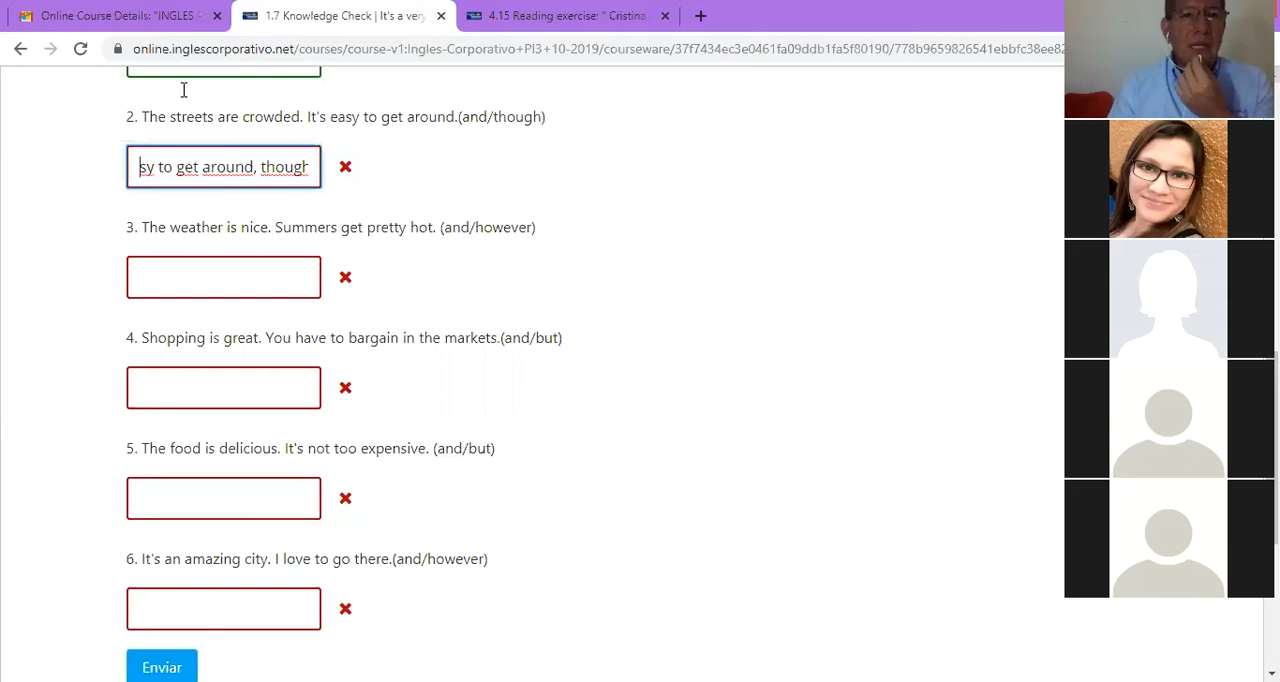 Online Course Details: "INGLES P
1.7 Knowledge Check | It's a very
4.15 Reading exercise: " Cristina
online.inglescorporativo.net/courses/course-v1:Ingles-Corporativo+PI3+10-2019/courseware/37f7434ec3e0461fa09ddb1fa5f80190/778b9659826541ebbfc38ee82
2. The streets are crowded. It's easy to get around.(and/though)
sy to get around, though
3. The weather is nice. Summers get pretty hot. (and/however)
4. Shopping is great. You have to bargain in the markets.(and/but)
5. The food is delicious. It's not too expensive. (and/but)
6. It's an amazing city. I love to go there.(and/however)
Enviar